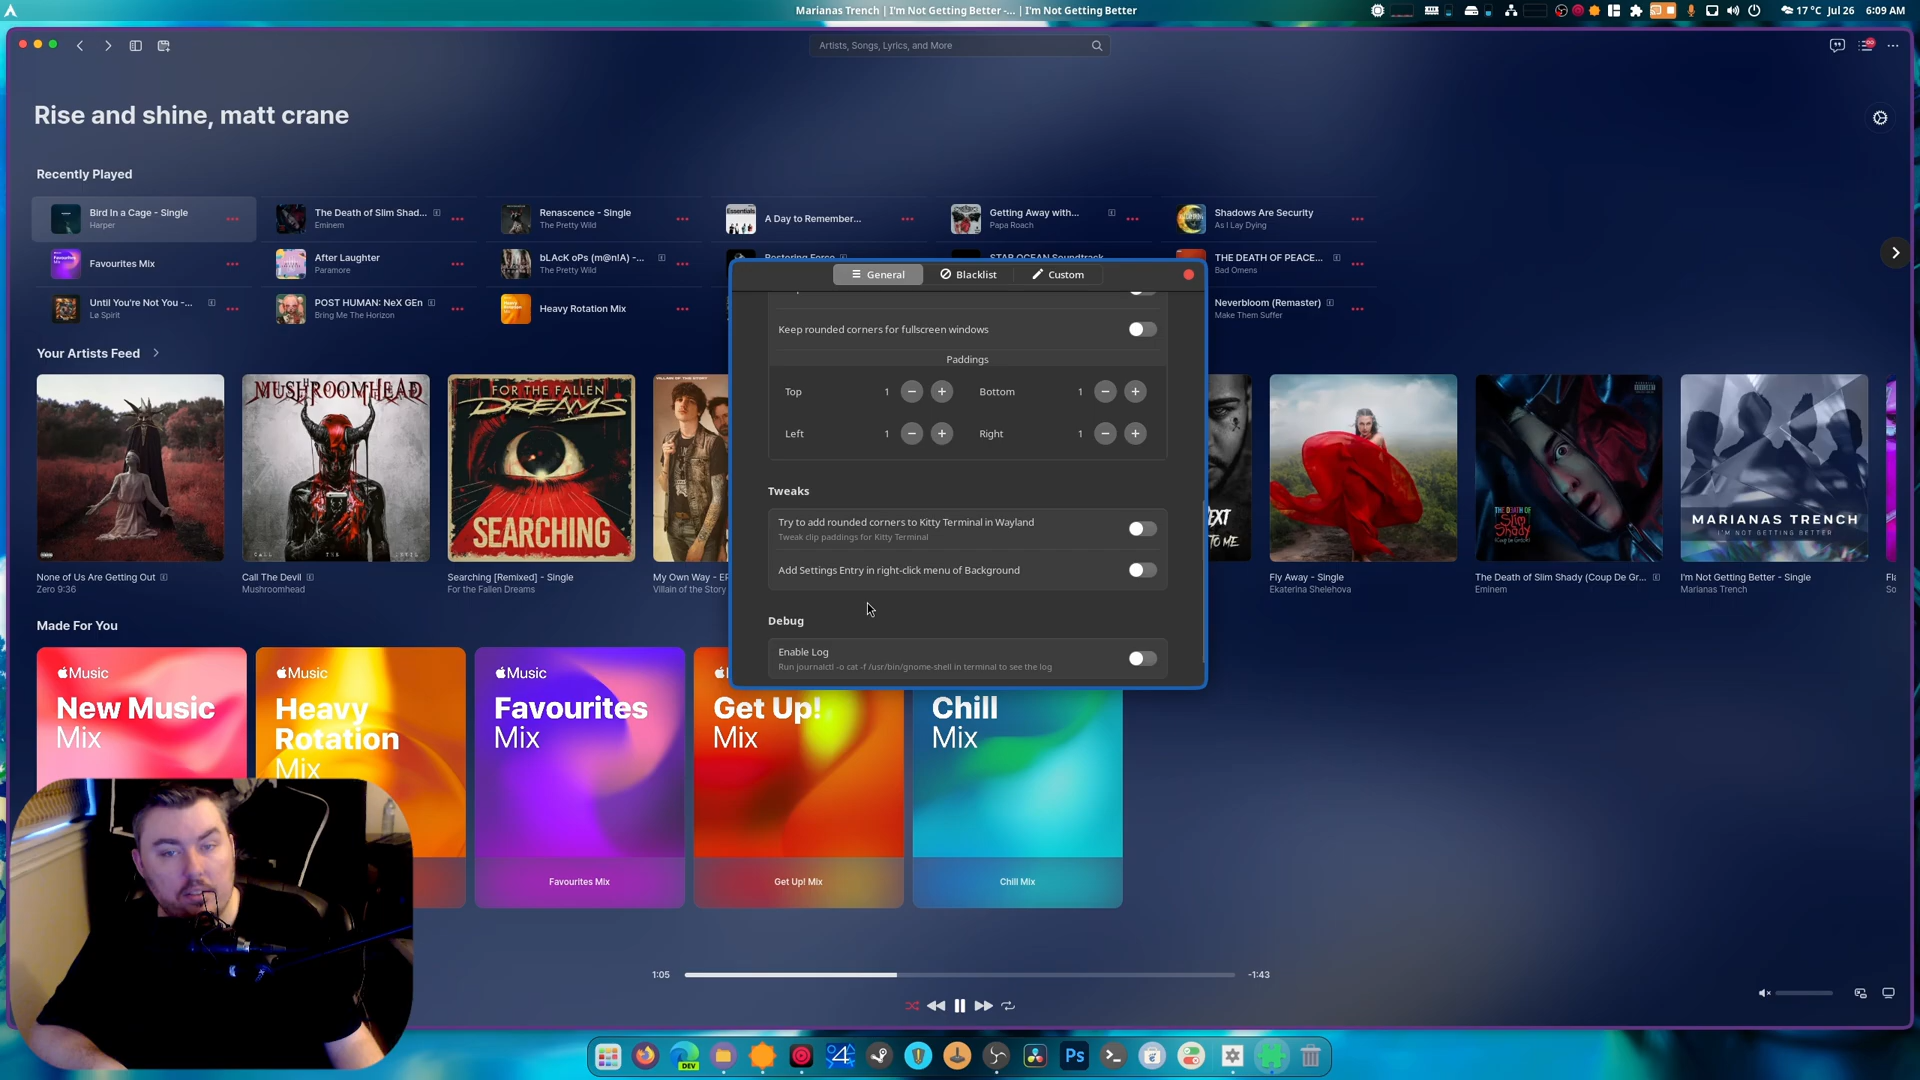 Marianas Trench | I'm Not Getting Better -... | I'm Not Getting Better
17 °C Jul 26 6:09 AM
Artists, Songs, Lyrics, and More
Rise and shine, matt crane
Recently Played
Bird In a Cage - Single
Harper
The Death of Slim Shad... E
Eminem
Renascence - Single
The Pretty Wild
Essentials
A Day to Remember...
Getting Away with... E
Papa Roach
Shadows Are Security
As I Lay Dying
Favourites Mix
After Laughter
Paramore
bLAcK oPs (m@n!A) -... E
The Pretty Wild
THE DEATH OF PEACE... E
Bad Omens
Until You're Not You -... E
Lø Spirit
POST HUMAN: NeX GEn E
Bring Me The Horizon
Heavy Rotation Mix
Neverbloom (Remaster) E
Make Them Suffer
General
Blacklist
Custom
Keep rounded corners for fullscreen windows
Paddings
Top 1 − + Bottom 1 − +
Left 1 − + Right 1 − +
Tweaks
Try to add rounded corners to Kitty Terminal in Wayland
Tweak clip paddings for Kitty Terminal
Add Settings Entry in right-click menu of Background
Debug
Enable Log
Run journalctl -o cat -f /usr/bin/gnome-shell in terminal to see the log
Your Artists Feed
MUSHROOMHEAD
CALL THE DEVIL
FOR THE FALLEN
DREAMS
SEARCHING
THE DEATH OF
Slim Shady
MARIANAS TRENCH
I'M NOT GETTING BETTER
None of Us Are Getting Out E
Zero 9:36
Call The Devil E
Mushroomhead
Searching [Remixed] - Single
For the Fallen Dreams
My Own Way - EP
Villain of the Story
Fly Away - Single
Ekaterina Shelehova
The Death of Slim Shady (Coup De Gr... E
Eminem
I'm Not Getting Better - Single
Marianas Trench
Made For You
Music
New Music
Mix
Music
Heavy
Rotation
Mix
Music
Favourites
Mix
Get Up!
Mix
Chill
Mix
Favourites Mix
Get Up! Mix
Chill Mix
1:05
-1:43
DEV
Ps